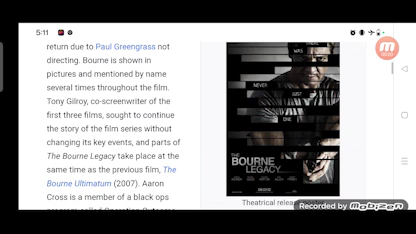 5:11
return due to Paul Greengrass not
directing. Bourne is shown in
pictures and mentioned by name
several times throughout the film.
Tony Gilroy, co-screenwriter of the
first three films, sought to continue
the story of the film series without
changing its key events, and parts of
The Bourne Legacy take place at the
same time as the previous film, The
Bourne Ultimatum (2007). Aaron
Cross is a member of a black ops
WAS
NEVER
JUST
ONE
THE
BOURNE
LEGACY
Theatrical release
Recorded by Mobizen